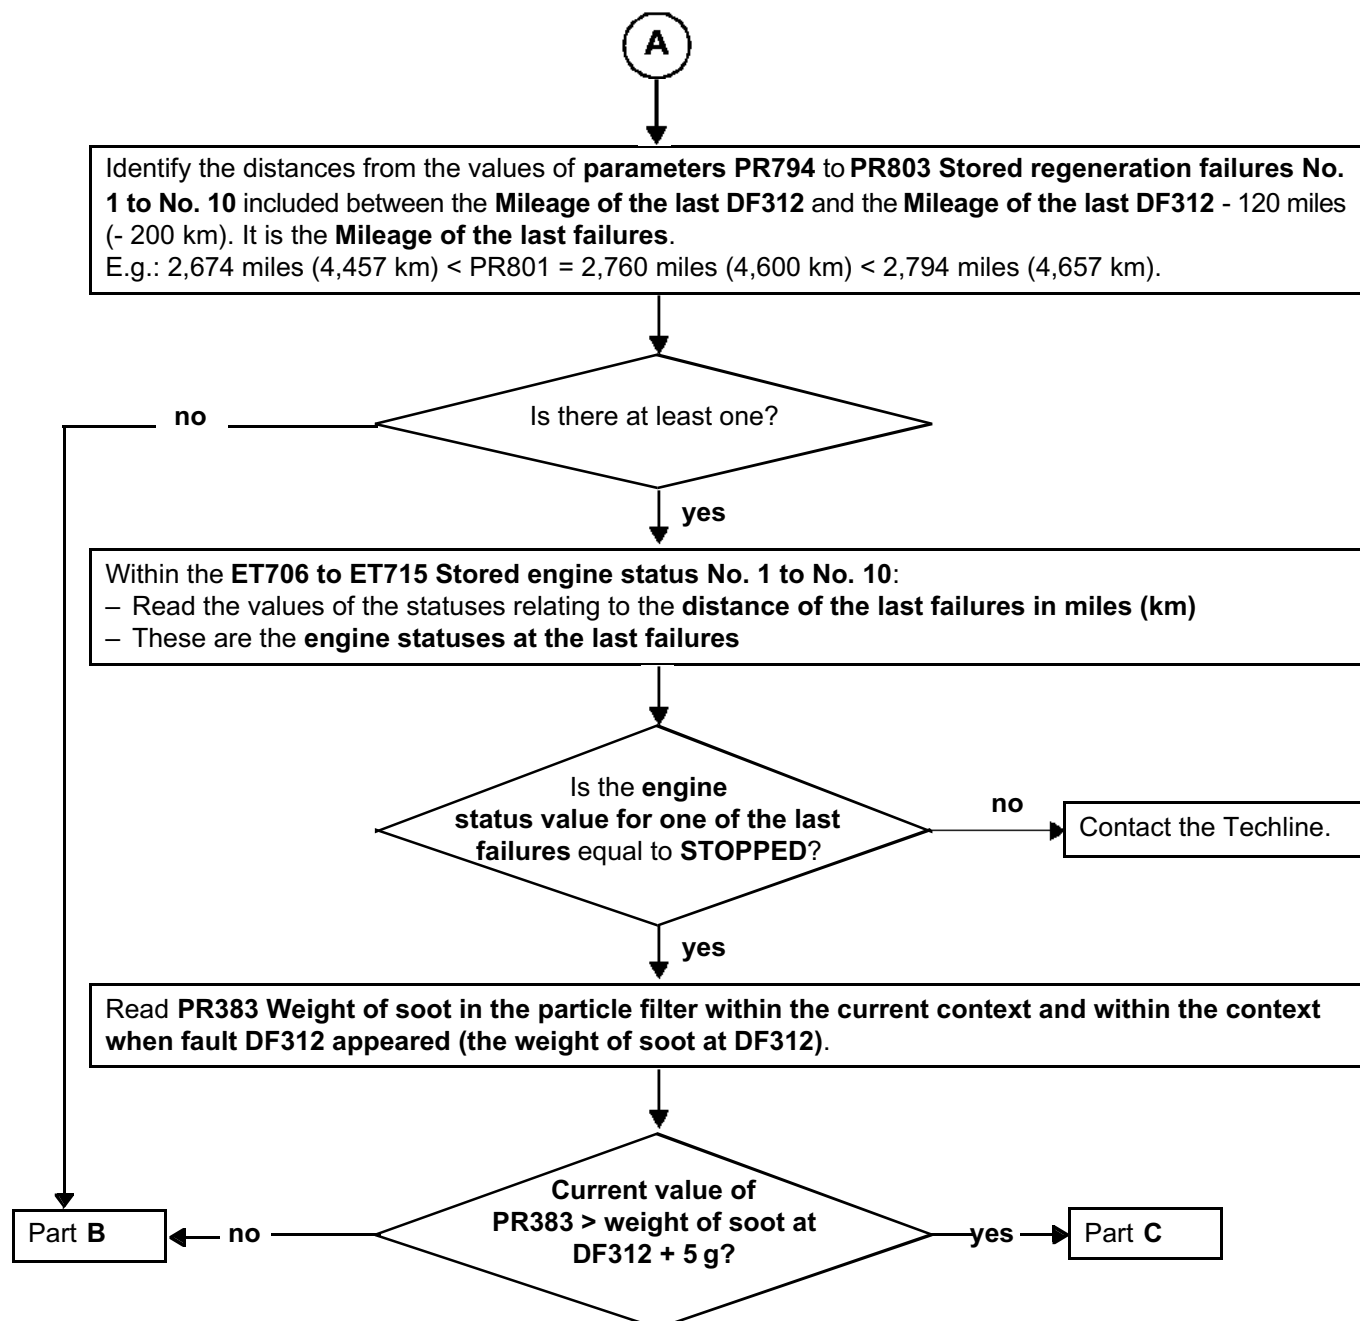 A
Identify the distances from the values of parameters PR794 to PR803 Stored regeneration failures No.
1 to No. 10 included between the Mileage of the last DF312 and the Mileage of the last DF312 - 120 miles
(- 200 km). It is the Mileage of the last failures.
E.g.: 2,674 miles (4,457 km) < PR801 = 2,760 miles (4,600 km) < 2,794 miles (4,657 km).
Is there at least one?
no
yes
Within the ET706 to ET715 Stored engine status No. 1 to No. 10:
– Read the values of the statuses relating to the distance of the last failures in miles (km)
– These are the engine statuses at the last failures
Is the engine
status value for one of the last
failures equal to STOPPED?
no
Contact the Techline.
yes
Read PR383 Weight of soot in the particle filter within the current context and within the context
when fault DF312 appeared (the weight of soot at DF312).
Current value of
PR383 > weight of soot at
DF312 + 5 g?
Part B
no
yes
Part C